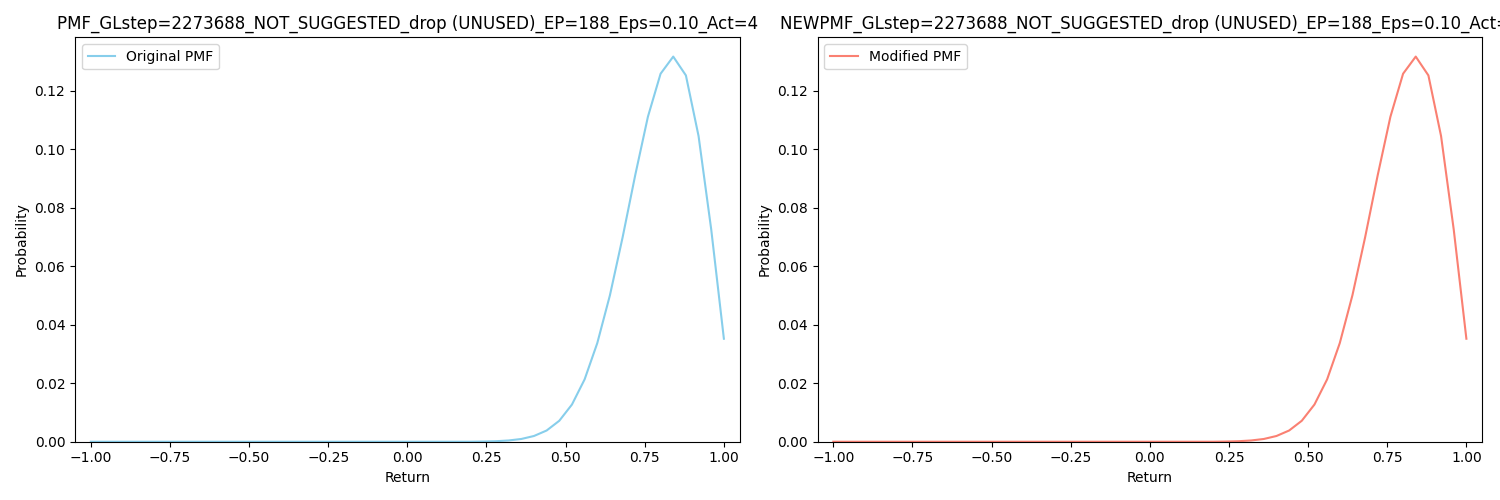 PMF_GLstep=2273688_NOT_SUGGESTED_drop (UNUSED)_EP=188_Eps=0.10_Act=4
Original PMF
0.12
0.10
0.08
0.06
0.04
0.02
0.00
Probability
−1.00 −0.75 −0.50 −0.25 0.00 0.25 0.50 0.75 1.00
Return
NEWPMF_GLstep=2273688_NOT_SUGGESTED_drop (UNUSED)_EP=188_Eps=0.10_Act=
Modified PMF
0.12
0.10
0.08
0.06
0.04
0.02
0.00
Probability
−1.00 −0.75 −0.50 −0.25 0.00 0.25 0.50 0.75 1.00
Return